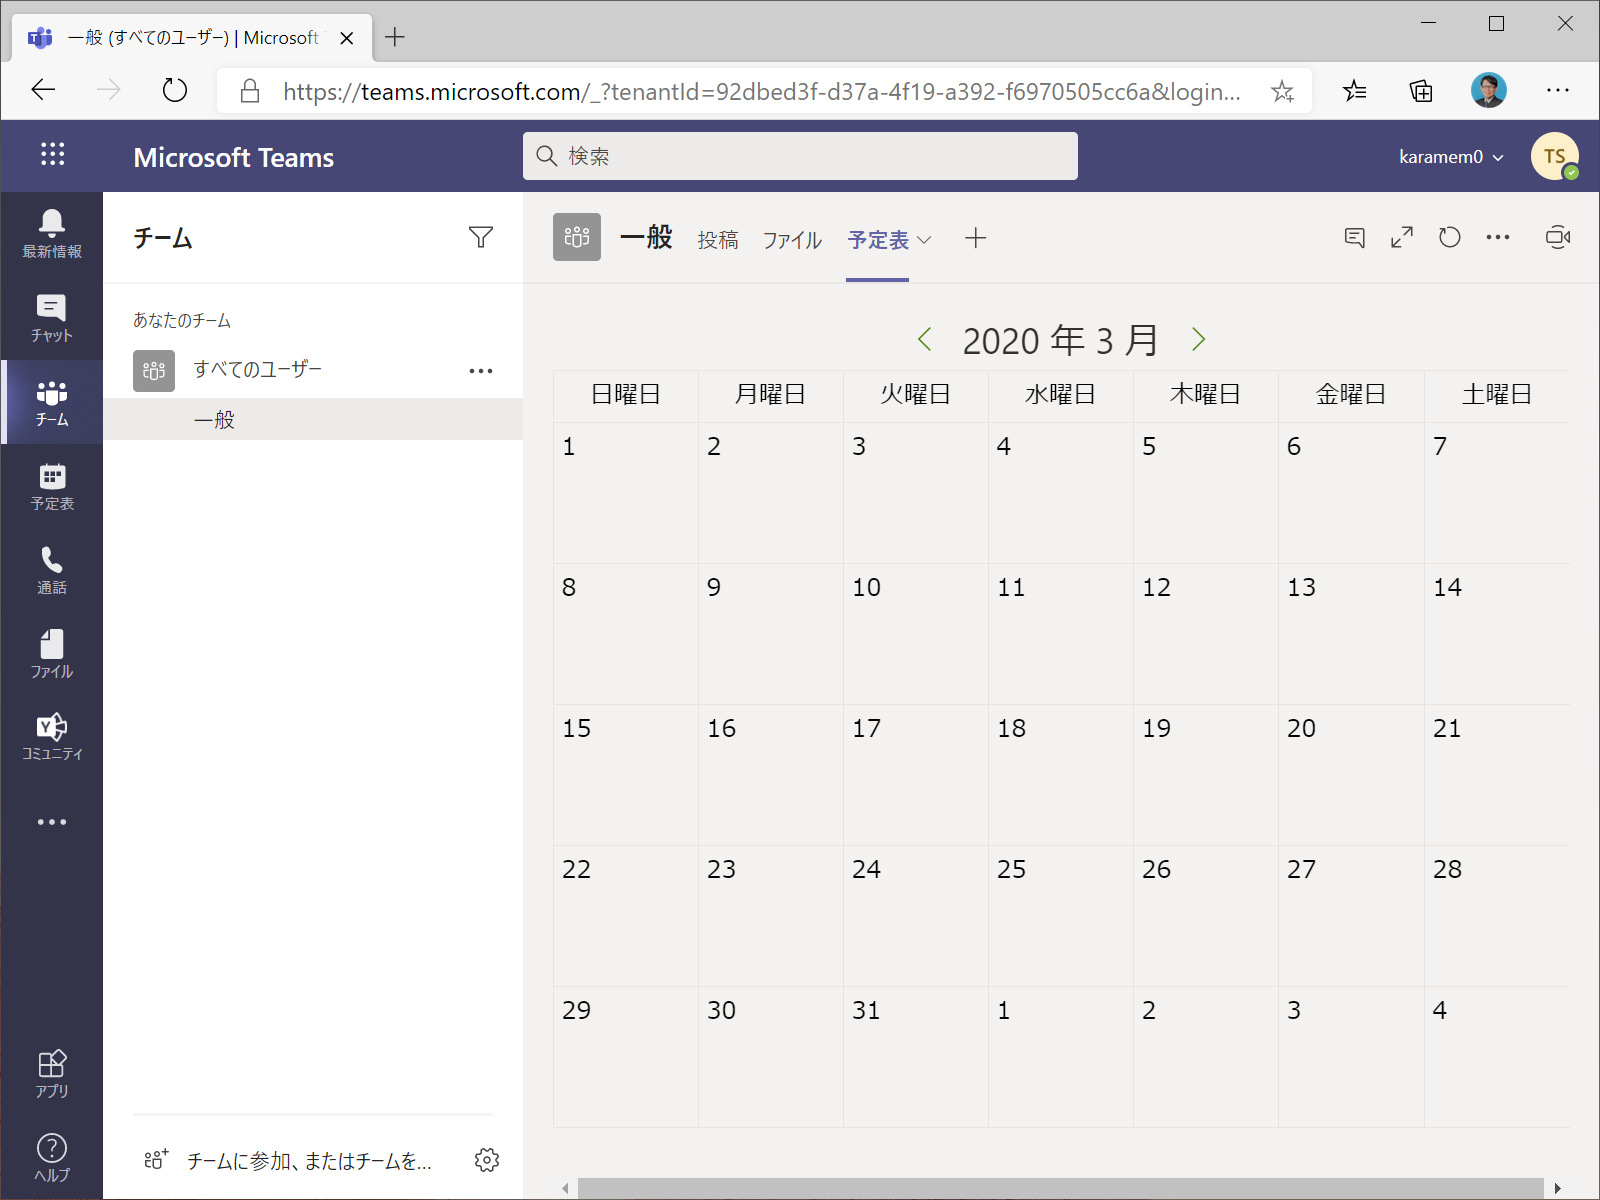 一般 (すべてのユーザー) | Microsoft
https://teams.microsoft.com/_?tenantId=92dbed3f-d37a-4f19-a392-f6970505cc6a&login...
Microsoft Teams
検索
karamem0
TS
最新情報
チャット
チーム
予定表
通話
ファイル
コミュニティ
アプリ
ヘルプ
チーム
あなたのチーム
すべてのユーザー
一般
チームに参加、またはチームを...
一般 投稿 ファイル 予定表
2020 年 3 月
日曜日 月曜日 火曜日 水曜日 木曜日 金曜日 土曜日
1 2 3 4 5 6 7
8 9 10 11 12 13 14
15 16 17 18 19 20 21
22 23 24 25 26 27 28
29 30 31 1 2 3 4